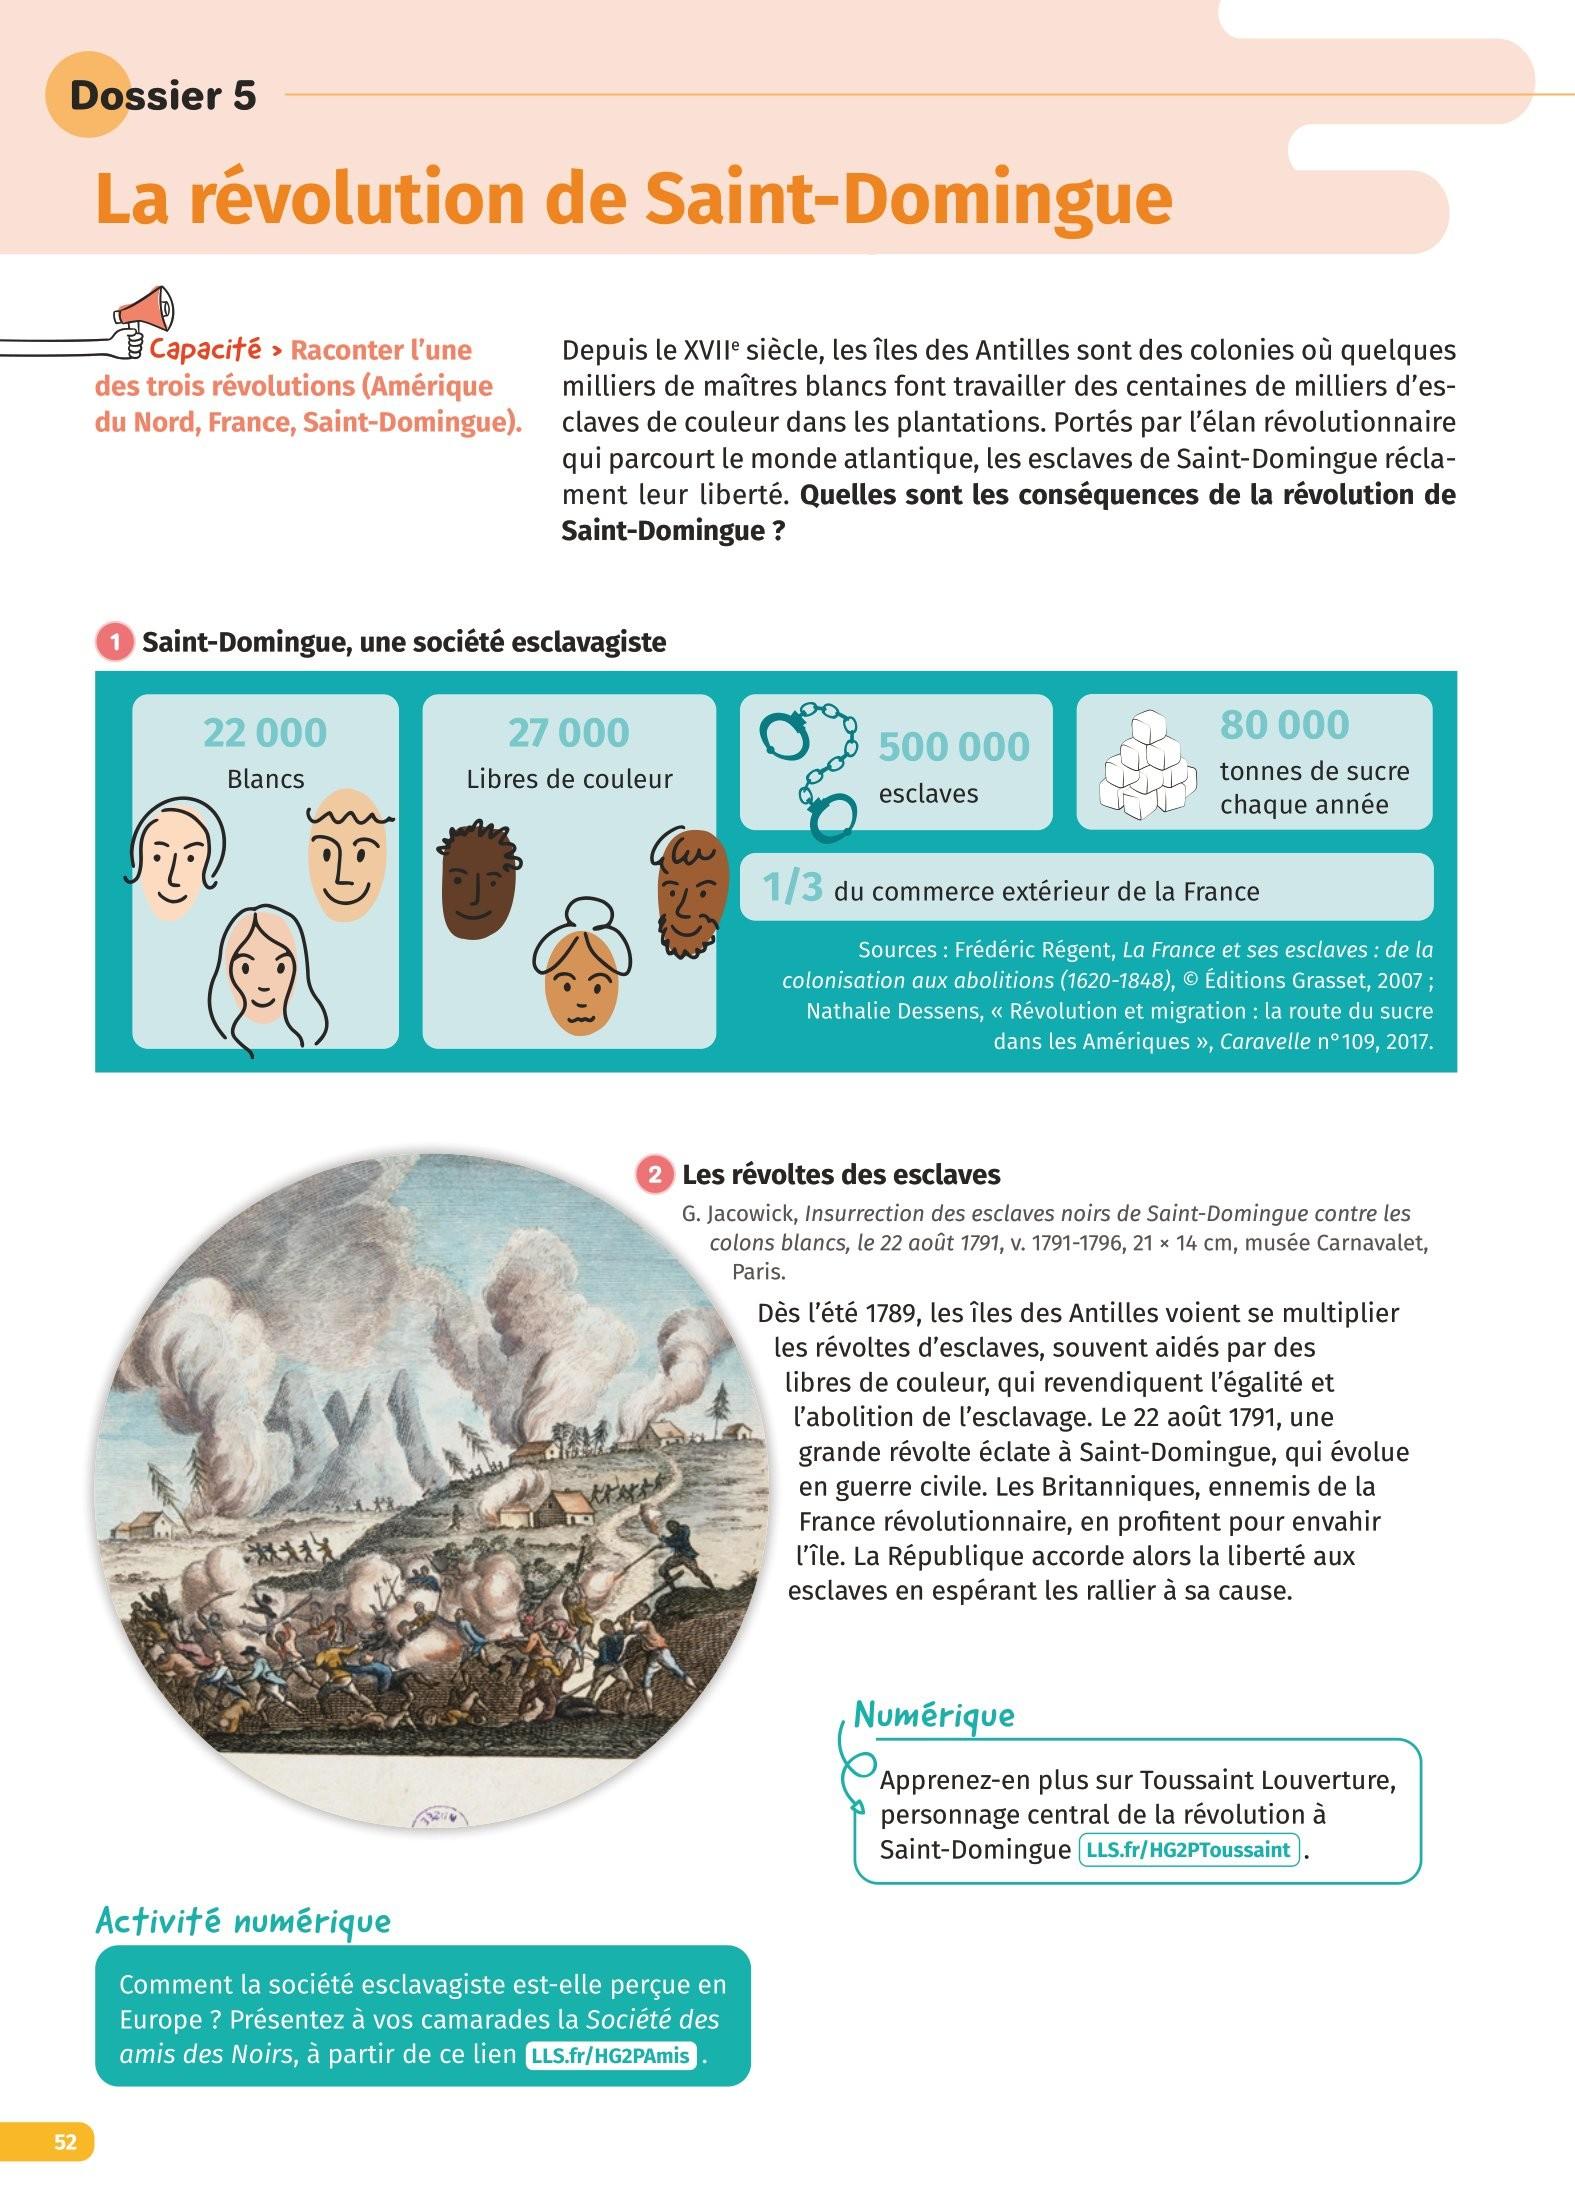 Dossier 5
La révolution de Saint-Domingue
Capacité > Raconter l'une
des trois révolutions (Amérique
du Nord, France, Saint-Domingue).
Depuis le XVIIe siècle, les îles des Antilles sont des colonies où quelques
milliers de maîtres blancs font travailler des centaines de milliers d'es-
claves de couleur dans les plantations. Portés par l'élan révolutionnaire
qui parcourt le monde atlantique, les esclaves de Saint-Domingue récla-
ment leur liberté. Quelles sont les conséquences de la révolution de
Saint-Domingue ?
1 Saint-Domingue, une société esclavagiste
22 000
Blancs
27 000
Libres de couleur
500 000
esclaves
80 000
tonnes de sucre
chaque année
1/3 du commerce extérieur de la France
Sources : Frédéric Régent, La France et ses esclaves : de la
colonisation aux abolitions (1620-1848), © Éditions Grasset, 2007 ;
Nathalie Dessens, « Révolution et migration : la route du sucre
dans les Amériques », Caravelle n°109, 2017.
2 Les révoltes des esclaves
G. Jacowick, Insurrection des esclaves noirs de Saint-Domingue contre les
colons blancs, le 22 août 1791, v. 1791-1796, 21 × 14 cm, musée Carnavalet,
Paris.
Dès l'été 1789, les îles des Antilles voient se multiplier
les révoltes d'esclaves, souvent aidés par des
libres de couleur, qui revendiquent l'égalité et
l'abolition de l'esclavage. Le 22 août 1791, une
grande révolte éclate à Saint-Domingue, qui évolue
en guerre civile. Les Britanniques, ennemis de la
France révolutionnaire, en profitent pour envahir
l'île. La République accorde alors la liberté aux
esclaves en espérant les rallier à sa cause.
Numérique
Apprenez-en plus sur Toussaint Louverture,
personnage central de la révolution à
Saint-Domingue LLS.fr/HG2PToussaint .
Activité numérique
Comment la société esclavagiste est-elle perçue en
Europe ? Présentez à vos camarades la Société des
amis des Noirs, à partir de ce lien LLS.fr/HG2PAmis .
52